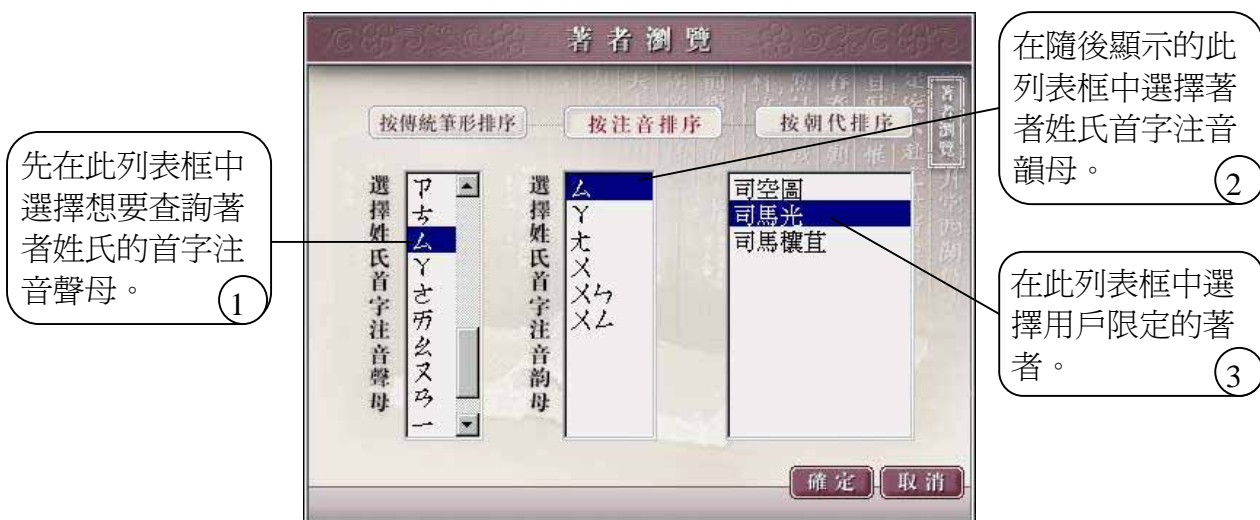 著者瀏覽
著者瀏覽
按傳統筆形排序
按注音排序
按朝代排序
先在此列表框中
選擇想要查詢著
者姓氏的首字注
音聲母。
1
選擇姓氏首字注音聲母
ㄗ
ㄘ
ㄙ
ㄚ
ㄜ
ㄞ
ㄠ
ㄡ
ㄢ
ㄧ
選擇姓氏首字注音韵母
ㄙ
ㄚ
ㄤ
ㄨ
ㄨㄣ
ㄨㄥ
司空圖
司馬光
司馬穰苴
在隨後顯示的此
列表框中選擇著
者姓氏首字注音
韻母。
2
在此列表框中選
擇用戶限定的著
者。
3
確定
取消